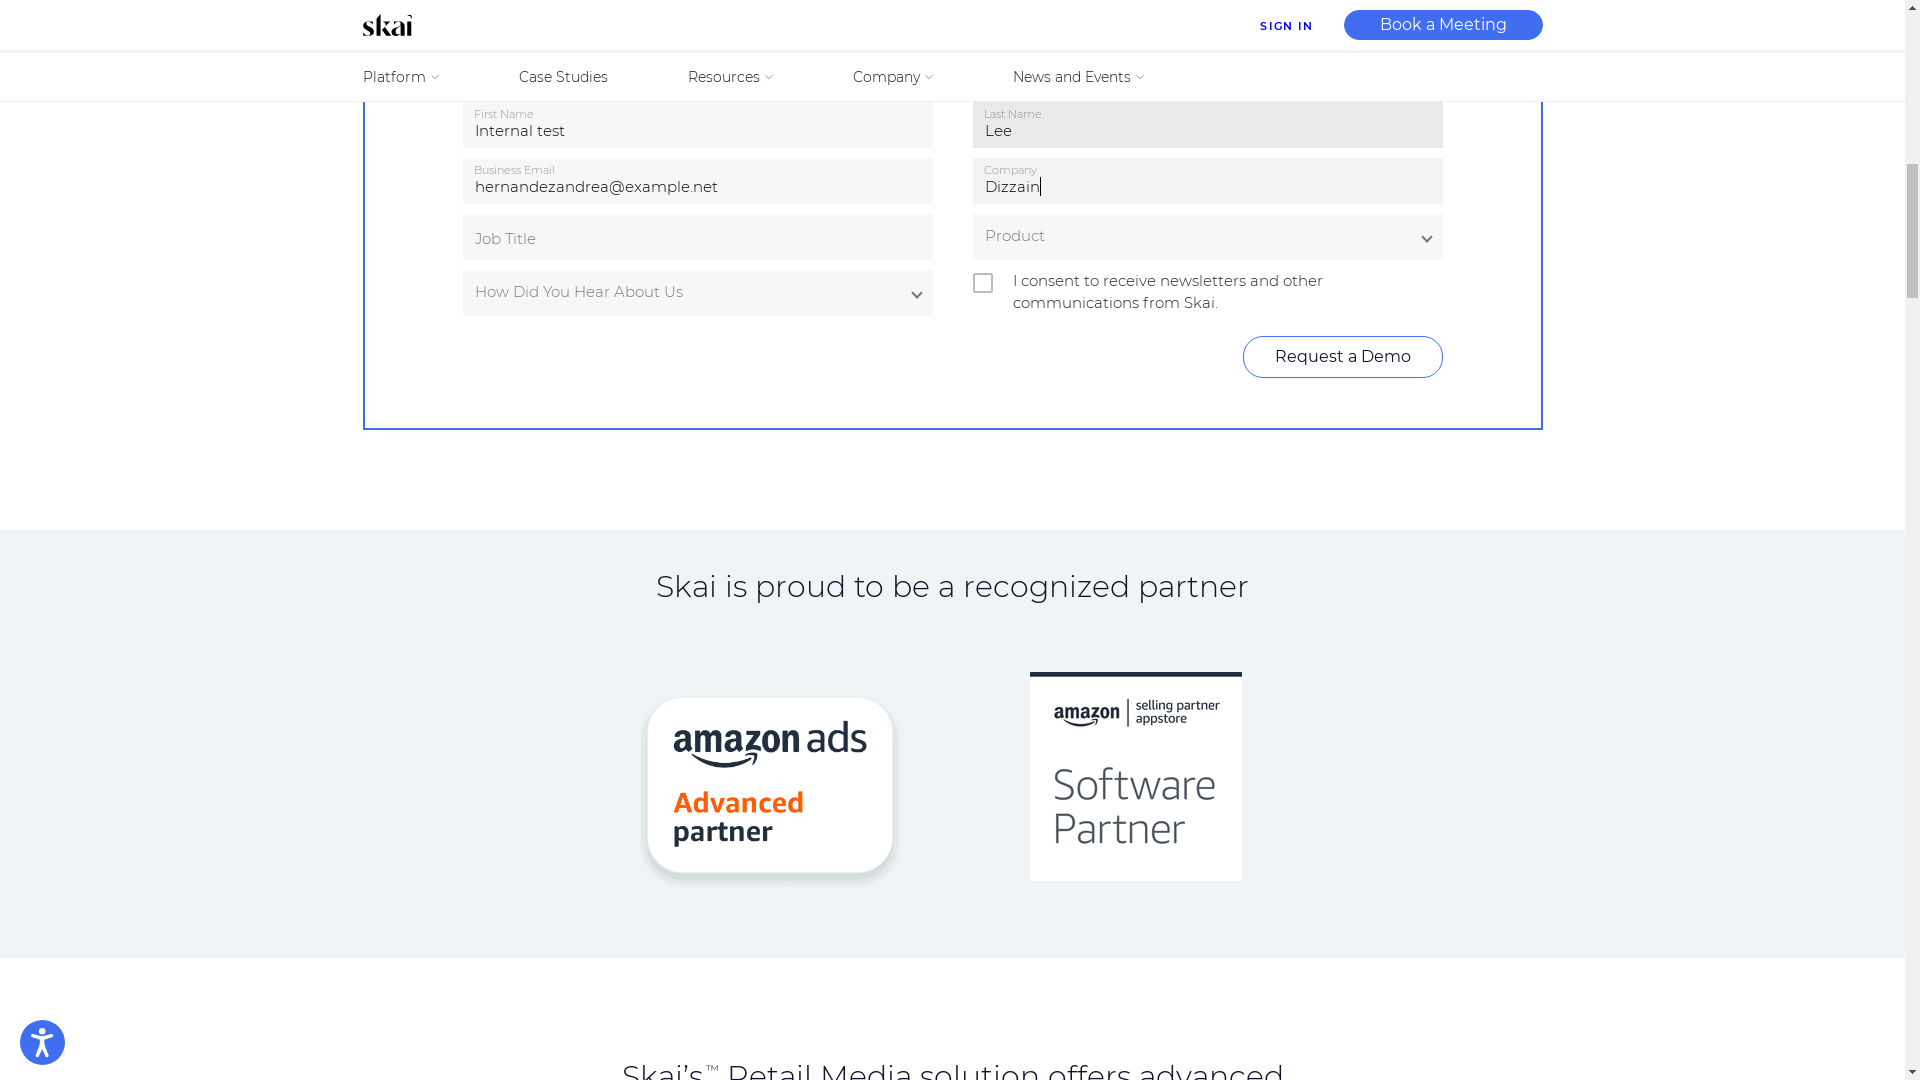 skai
SIGN IN
Book a Meeting
Platform
Case Studies
Resources
Company
News and Events
First Name
Internal test
Last Name
Lee
Business Email
hernandezandrea@example.net
Company
Dizzain
Job Title
Product
How Did You Hear About Us
I consent to receive newsletters and other
communications from Skai.
Request a Demo
Skai is proud to be a recognized partner
amazon ads
Advanced
partner
amazon | selling partner
appstore
Software
Partner
Skai’s™ Retail Media solution offers advanced